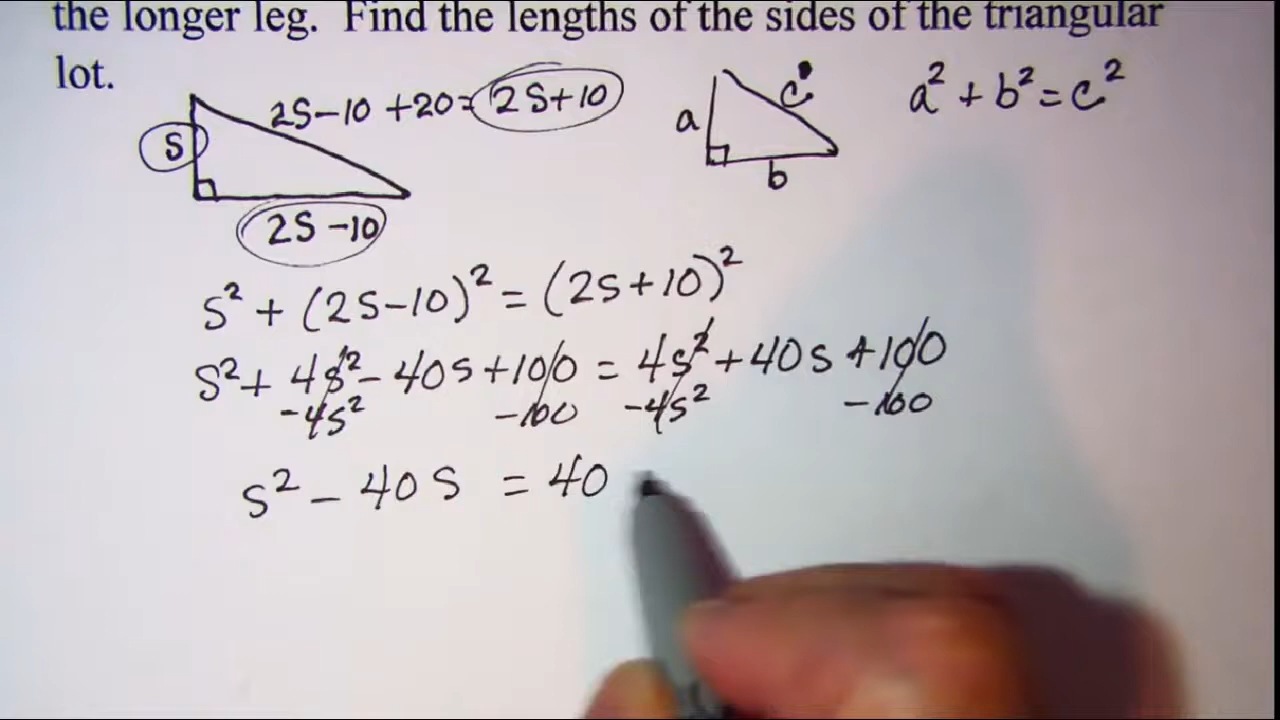 the longer leg. Find the lengths of the sides of the triangular
lot.
2S-10 +20= 2S+10
S
2S-10
a
c
b
a² + b² = c²
S² + (2S-10)² = (2S+10)²
S² + 4s² - 40s + 100 = 4s² + 40s + 100
-4s² -100 -4s² -100
s² - 40s = 40